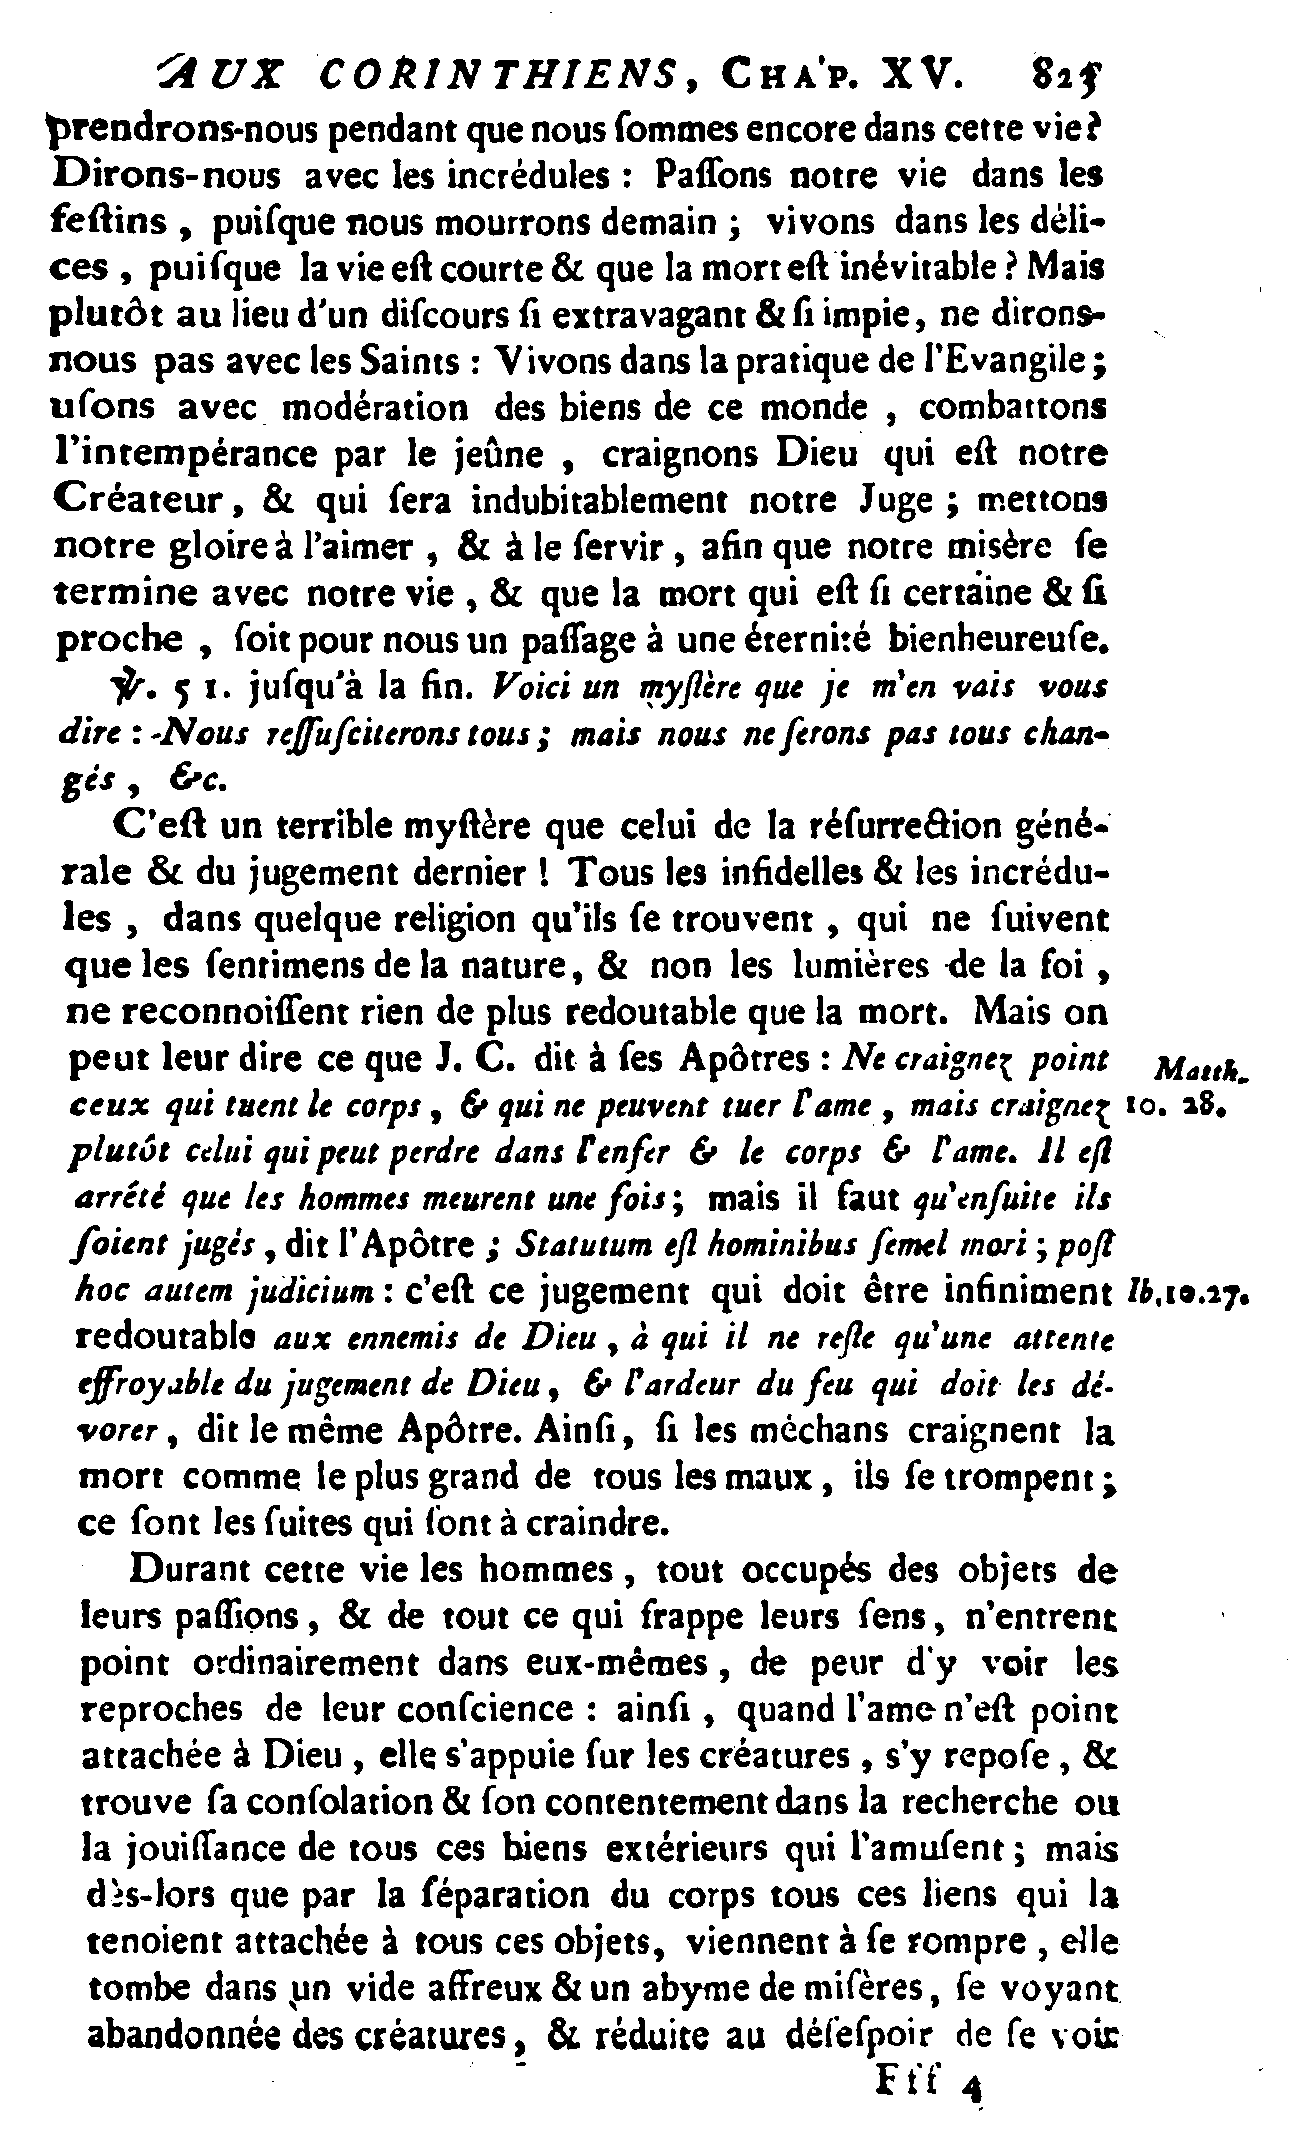 AUX CORINTHIENS, CHAP. XV. 825
prendrons-nous pendant que nous ſommes encore dans cette vie?
Dirons-nous avec les incrédules : Paſſons notre vie dans les
feſtins , puiſque nous mourrons demain ; vivons dans les déli-
ces , puiſque la vie eſt courte & que la mort eſt inévitable ? Mais
plutôt au lieu d'un diſcours ſi extravagant & ſi impie, ne dirons-
nous pas avec les Saints : Vivons dans la pratique de l'Evangile ;
uſons avec modération des biens de ce monde , combattons
l'intempérance par le jeûne , craignons Dieu qui eſt notre
Créateur, & qui ſera indubitablement notre Juge ; mettons
notre gloire à l'aimer , & à le ſervir , afin que notre misère ſe
termine avec notre vie , & que la mort qui eſt ſi certaine & ſi
proche , ſoit pour nous un paſſage à une éternité bienheureuſe.
℣. 51. juſqu'à la fin. Voici un myſtère que je m'en vais vous
dire : Nous reſſuſciterons tous ; mais nous ne ſerons pas tous chan-
gés , &c.
C'eſt un terrible myſtère que celui de la réſurrection géné-
rale & du jugement dernier ! Tous les infidelles & les incrédu-
les , dans quelque religion qu'ils ſe trouvent , qui ne ſuivent
que les ſentimens de la nature, & non les lumières de la foi ,
ne reconnoiſſent rien de plus redoutable que la mort. Mais on
peut leur dire ce que J. C. dit à ſes Apôtres : Ne craignez point Matth.
ceux qui tuent le corps , & qui ne peuvent tuer l'ame , mais craignez 10. 28.
plutôt celui qui peut perdre dans l'enfer & le corps & l'ame. Il eſt
arrêté que les hommes meurent une fois ; mais il faut qu'enſuite ils
ſoient jugés , dit l'Apôtre ; Statutum eſt hominibus ſemel mori ; poſt
hoc autem judicium : c'eſt ce jugement qui doit être infiniment Ib. 10. 27.
redoutable aux ennemis de Dieu , à qui il ne reſte qu'une attente
effroyable du jugement de Dieu , & l'ardeur du feu qui doit les dé-
vorer , dit le même Apôtre. Ainſi, ſi les méchans craignent la
mort comme le plus grand de tous les maux , ils ſe trompent ;
ce ſont les ſuites qui ſont à craindre.
Durant cette vie les hommes , tout occupés des objets de
leurs paſſions , & de tout ce qui frappe leurs ſens , n'entrent
point ordinairement dans eux-mêmes , de peur d'y voir les
reproches de leur conſcience : ainſi , quand l'ame n'eſt point
attachée à Dieu , elle s'appuie ſur les créatures , s'y repoſe , &
trouve ſa conſolation & ſon contentement dans la recherche ou
la jouiſſance de tous ces biens extérieurs qui l'amuſent ; mais
dès-lors que par la ſéparation du corps tous ces liens qui la
tenoient attachée à tous ces objets, viennent à ſe rompre , elle
tombe dans un vide affreux & un abyme de miſères, ſe voyant
abandonnée des créatures , & réduite au déſeſpoir de ſe voir
Fff 4